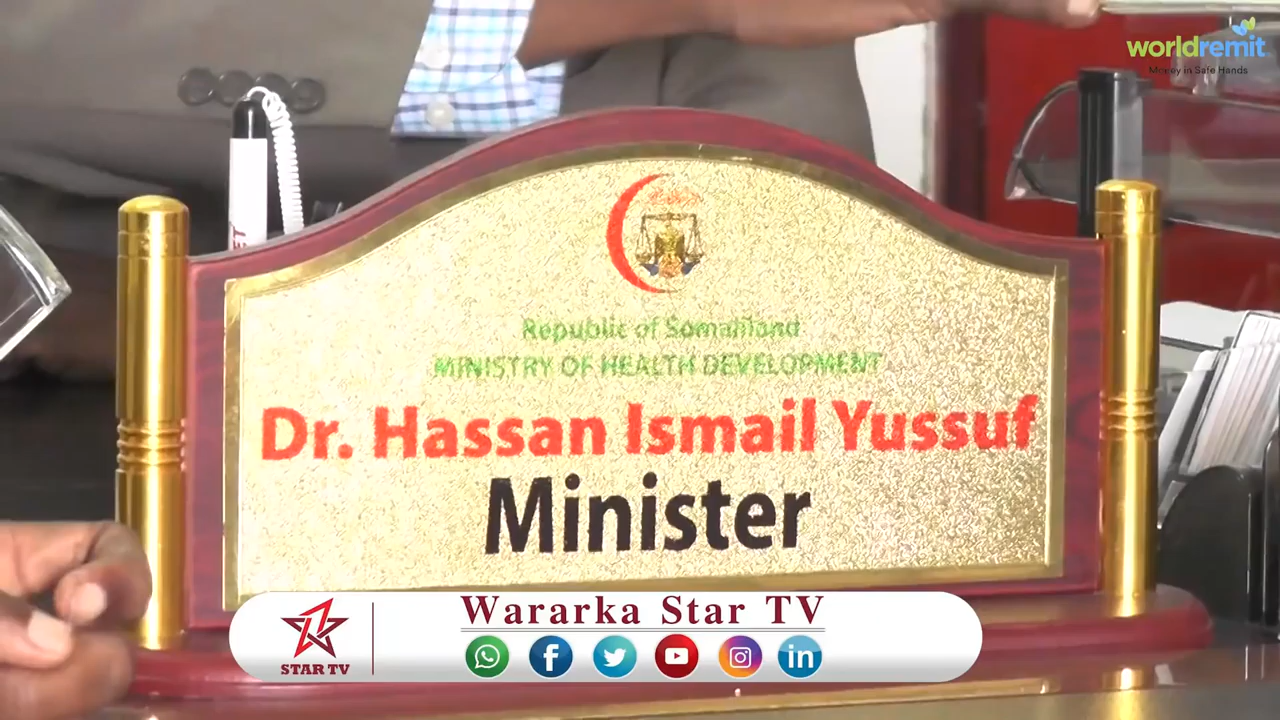 worldremit
Money in Safe Hands
Republic of Somaliland
MINISTRY OF HEALTH DEVELOPMENT
Dr. Hassan Ismail Yussuf
Minister
Wararka Star TV
STAR TV